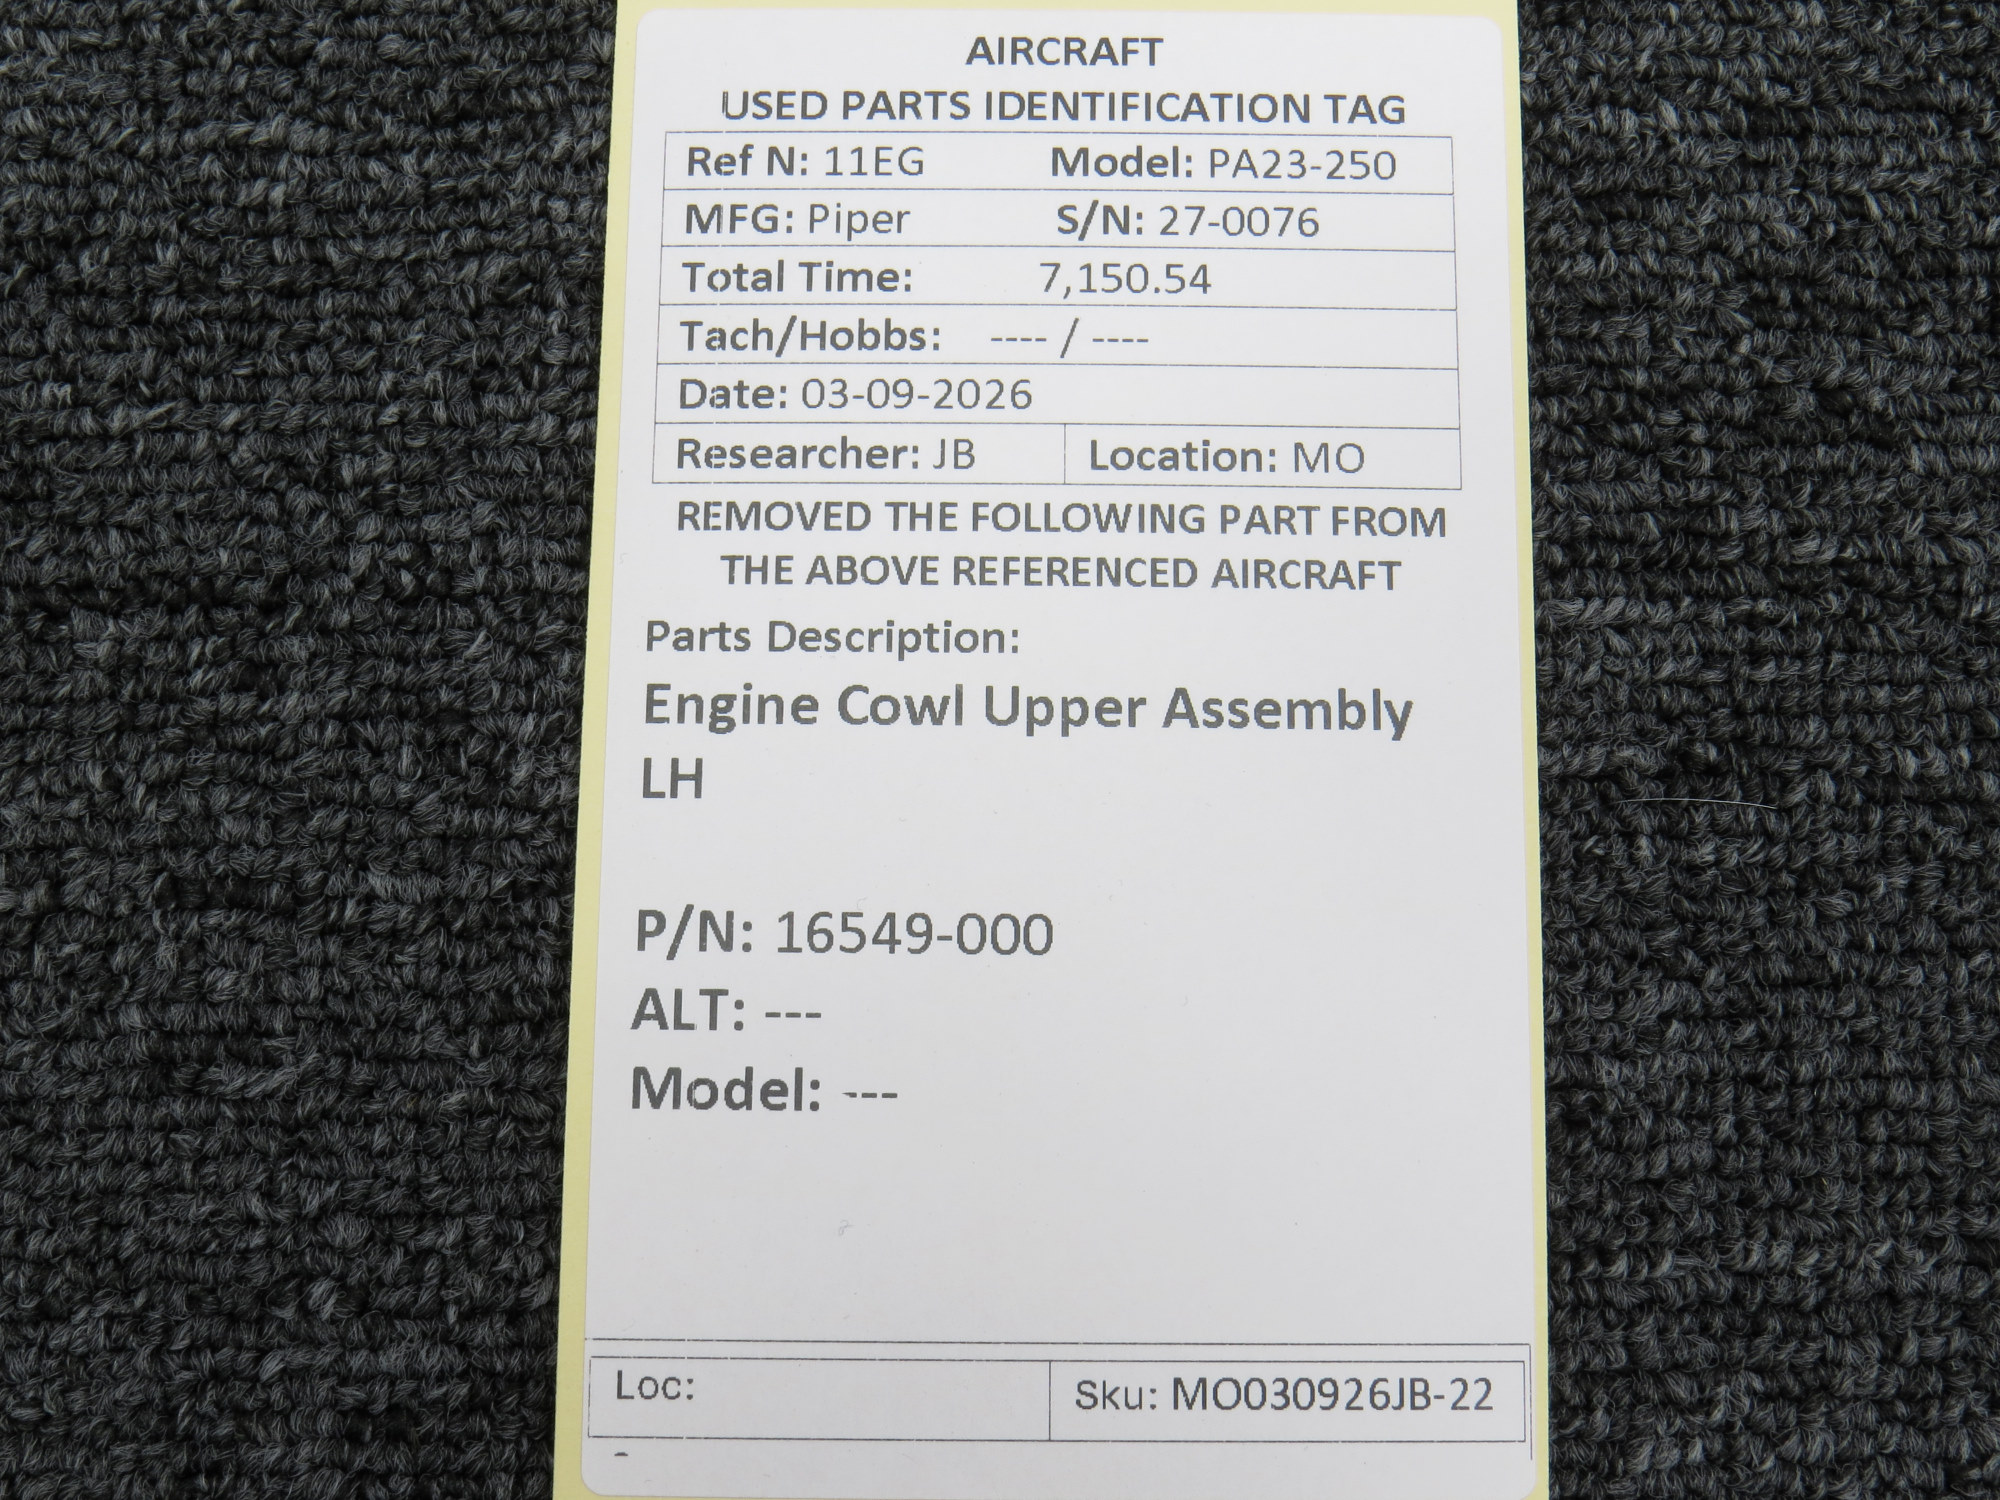 AIRCRAFT
USED PARTS IDENTIFICATION TAG
Ref N: 11EG Model: PA23-250
MFG: Piper S/N: 27-0076
Total Time: 7,150.54
Tach/Hobbs: ---- / ----
Date: 03-09-2026
Researcher: JB Location: MO
REMOVED THE FOLLOWING PART FROM
THE ABOVE REFERENCED AIRCRAFT
Parts Description:
Engine Cowl Upper Assembly
LH
P/N: 16549-000
ALT: ---
Model: ---
Loc: Sku: MO030926JB-22